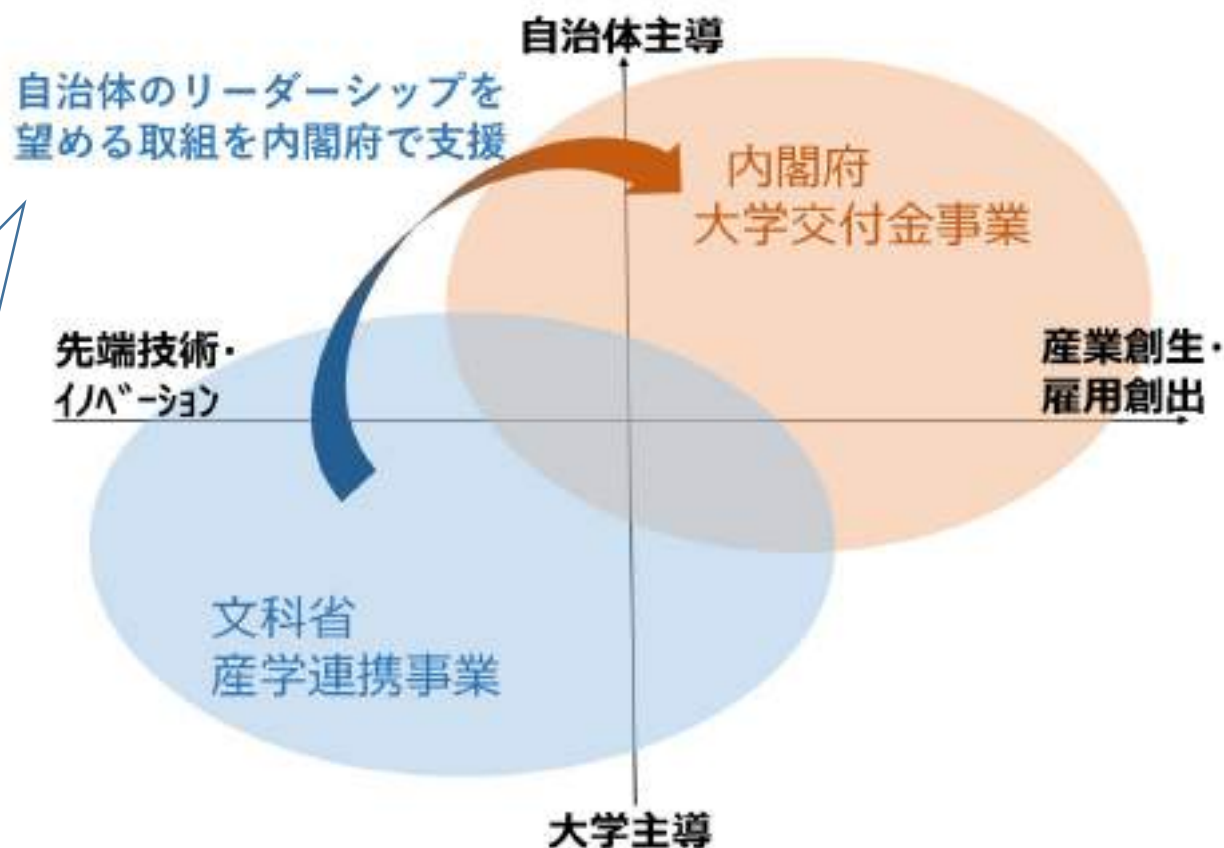 自治体主導
自治体のリーダーシップを
望める取組を内閣府で支援
内閣府
大学交付金事業
先端技術・
ｲﾉﾍﾞｰｼｮﾝ
産業創生・
雇用創出
文科省
産学連携事業
大学主導